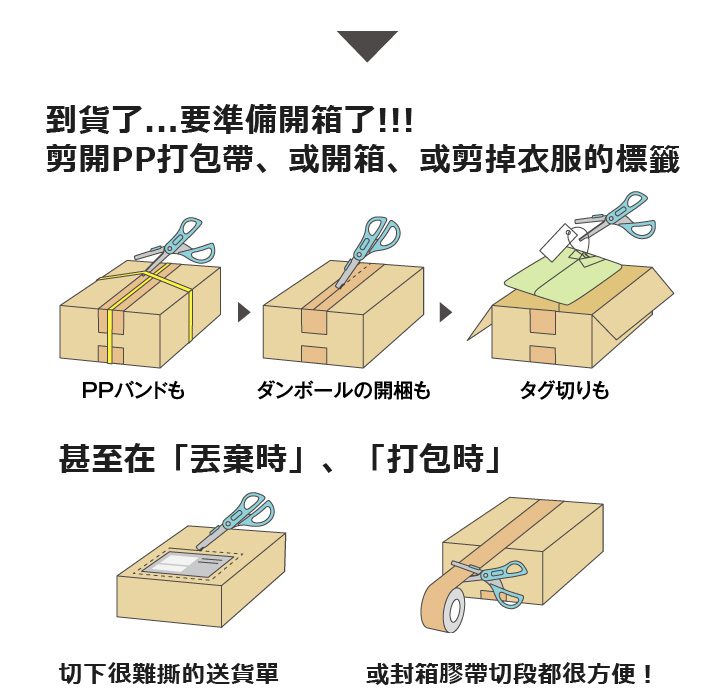 到貨了...要準備開箱了!!!
剪開PP打包帶、或開箱、或剪掉衣服的標籤
PPバンドも
ダンボールの開梱も
タグ切りも
甚至在「丟棄時」、「打包時」
切下很難撕的送貨單
或封箱膠帶切段都很方便！